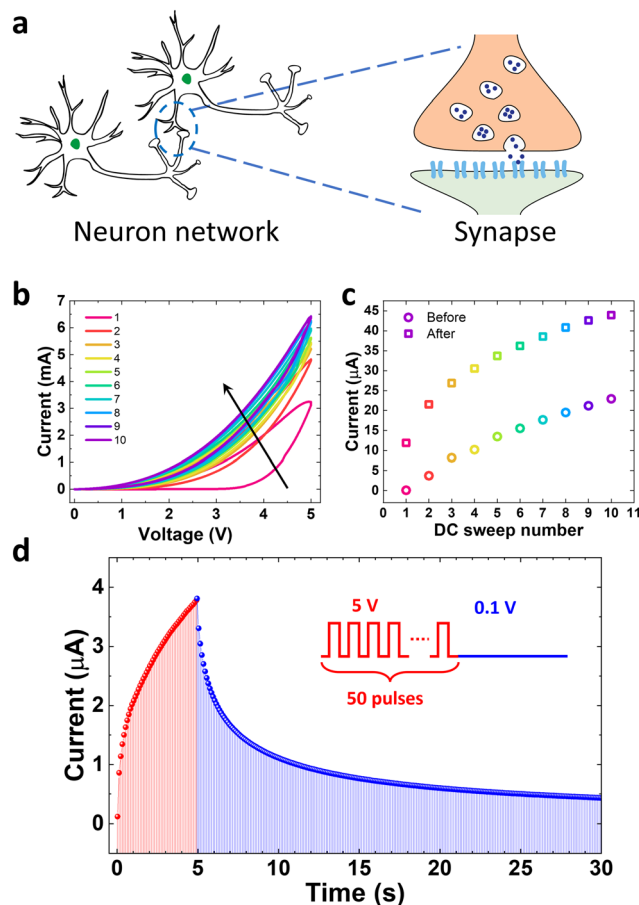 a
Neuron network
Synapse
b
Current (mA)
7
6
5
4
3
2
1
0
1
2
3
4
5
6
7
8
9
10
0 1 2 3 4 5
Voltage (V)
c
Current (μA)
45
40
35
30
25
20
15
10
5
0
Before
After
0 1 2 3 4 5 6 7 8 9 10 11
DC sweep number
d
Current (μA)
4
3
2
1
0
5 V
0.1 V
50 pulses
0 5 10 15 20 25 30
Time (s)